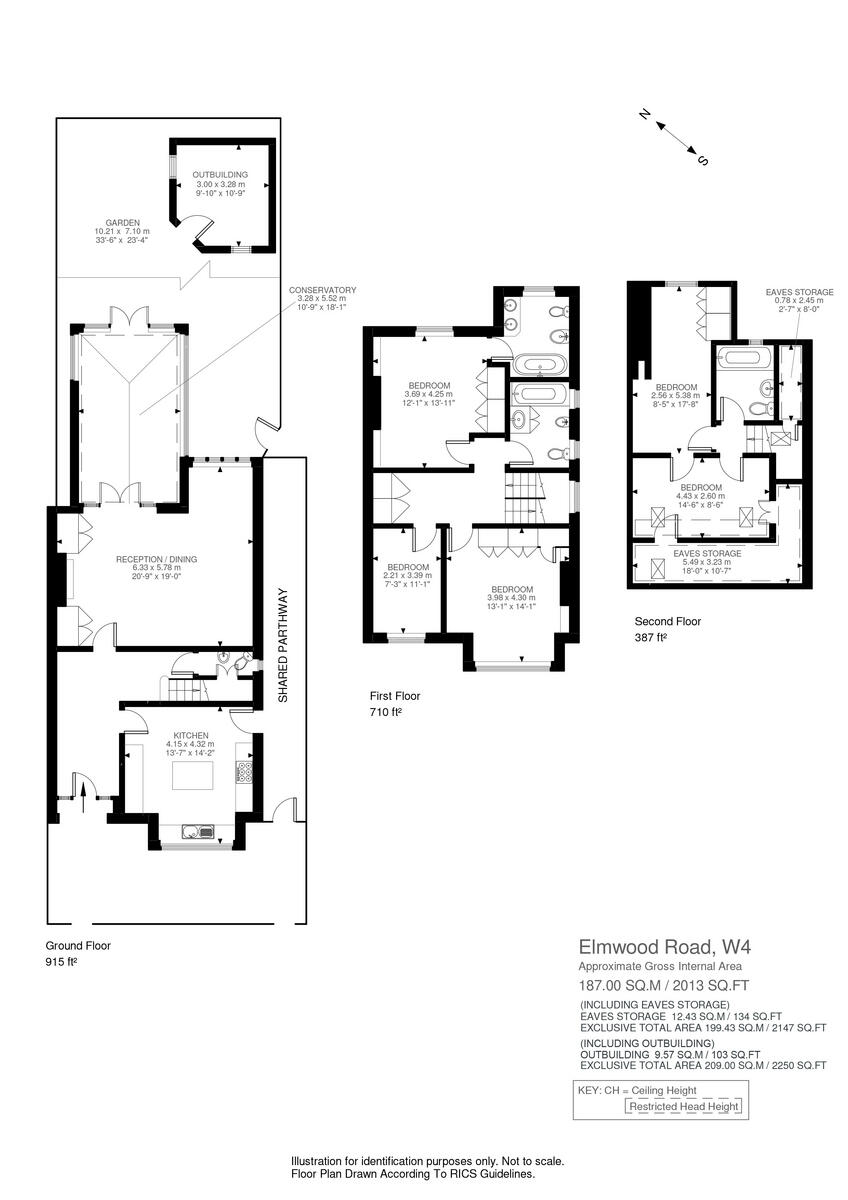 N
S
OUTBUILDING
3.00 x 3.28 m
9'-10" x 10'-9"
GARDEN
10.21 x 7.10 m
33'-6" x 23'-4"
CONSERVATORY
3.28 x 5.52 m
10'-9" x 18'-1"
RECEPTION / DINING
6.33 x 5.78 m
20'-9" x 19'-0"
SHARED PARTHWAY
KITCHEN
4.15 x 4.32 m
13'-7" x 14'-2"
Ground Floor
915 ft²
BEDROOM
3.69 x 4.25 m
12'-1" x 13'-11"
BEDROOM
2.21 x 3.39 m
7'-3" x 11'-1"
BEDROOM
3.98 x 4.30 m
13'-1" x 14'-1"
First Floor
710 ft²
EAVES STORAGE
0.78 x 2.45 m
2'-7" x 8'-0"
BEDROOM
2.56 x 5.38 m
8'-5" x 17'-8"
BEDROOM
4.43 x 2.60 m
14'-6" x 8'-6"
EAVES STORAGE
5.49 x 3.23 m
18'-0" x 10'-7"
Second Floor
387 ft²
Elmwood Road, W4
Approximate Gross Internal Area
187.00 SQ.M / 2013 SQ.FT
(INCLUDING EAVES STORAGE)
EAVES STORAGE 12.43 SQ.M / 134 SQ.FT
EXCLUSIVE TOTAL AREA 199.43 SQ.M / 2147 SQ.FT
(INCLUDING OUTBUILDING)
OUTBUILDING 9.57 SQ.M / 103 SQ.FT
EXCLUSIVE TOTAL AREA 209.00 SQ.M / 2250 SQ.FT
KEY: CH = Ceiling Height
Restricted Head Height
Illustration for identification purposes only. Not to scale.
Floor Plan Drawn According To RICS Guidelines.